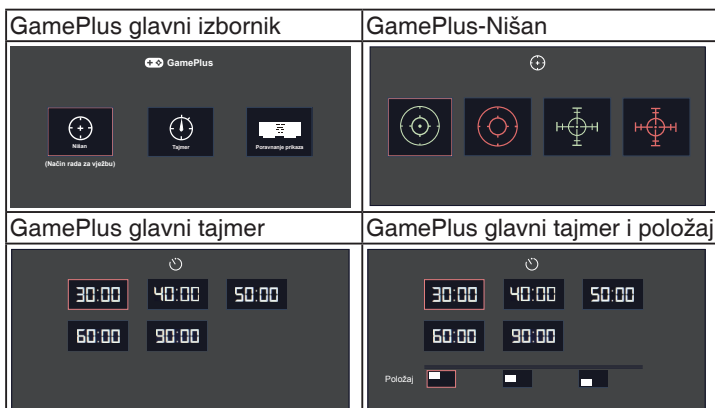 GamePlus glavni izbornik
GamePlus-Nišan
GamePlus
Nišan
Tajmer
Poravnanje prikaza
(Način rada za vježbu)
GamePlus glavni tajmer
GamePlus glavni tajmer i položaj
30:00 40:00 50:00
60:00 90:00
30:00 40:00 50:00
60:00 90:00
Položaj